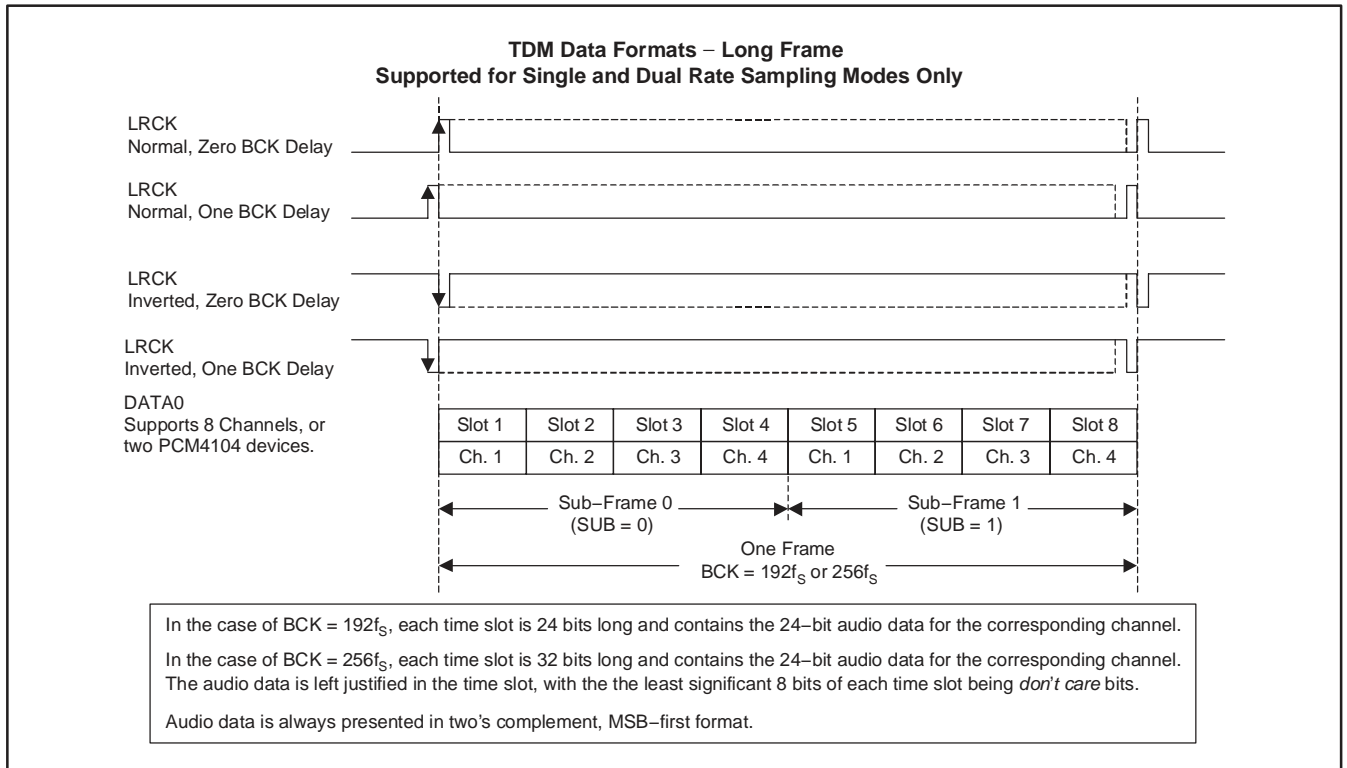 TDM Data Formats − Long Frame
Supported for Single and Dual Rate Sampling Modes Only
LRCK
Normal, Zero BCK Delay
LRCK
Normal, One BCK Delay
LRCK
Inverted, Zero BCK Delay
LRCK
Inverted, One BCK Delay
DATA0
Supports 8 Channels, or
two PCM4104 devices.
Slot 1 Slot 2 Slot 3 Slot 4 Slot 5 Slot 6 Slot 7 Slot 8
Ch. 1 Ch. 2 Ch. 3 Ch. 4 Ch. 1 Ch. 2 Ch. 3 Ch. 4
Sub−Frame 0 Sub−Frame 1
(SUB = 0) (SUB = 1)
One Frame
BCK = 192fS or 256fS
In the case of BCK = 192fS, each time slot is 24 bits long and contains the 24−bit audio data for the corresponding channel.
In the case of BCK = 256fS, each time slot is 32 bits long and contains the 24−bit audio data for the corresponding channel.
The audio data is left justified in the time slot, with the the least significant 8 bits of each time slot being don't care bits.
Audio data is always presented in two's complement, MSB−first format.